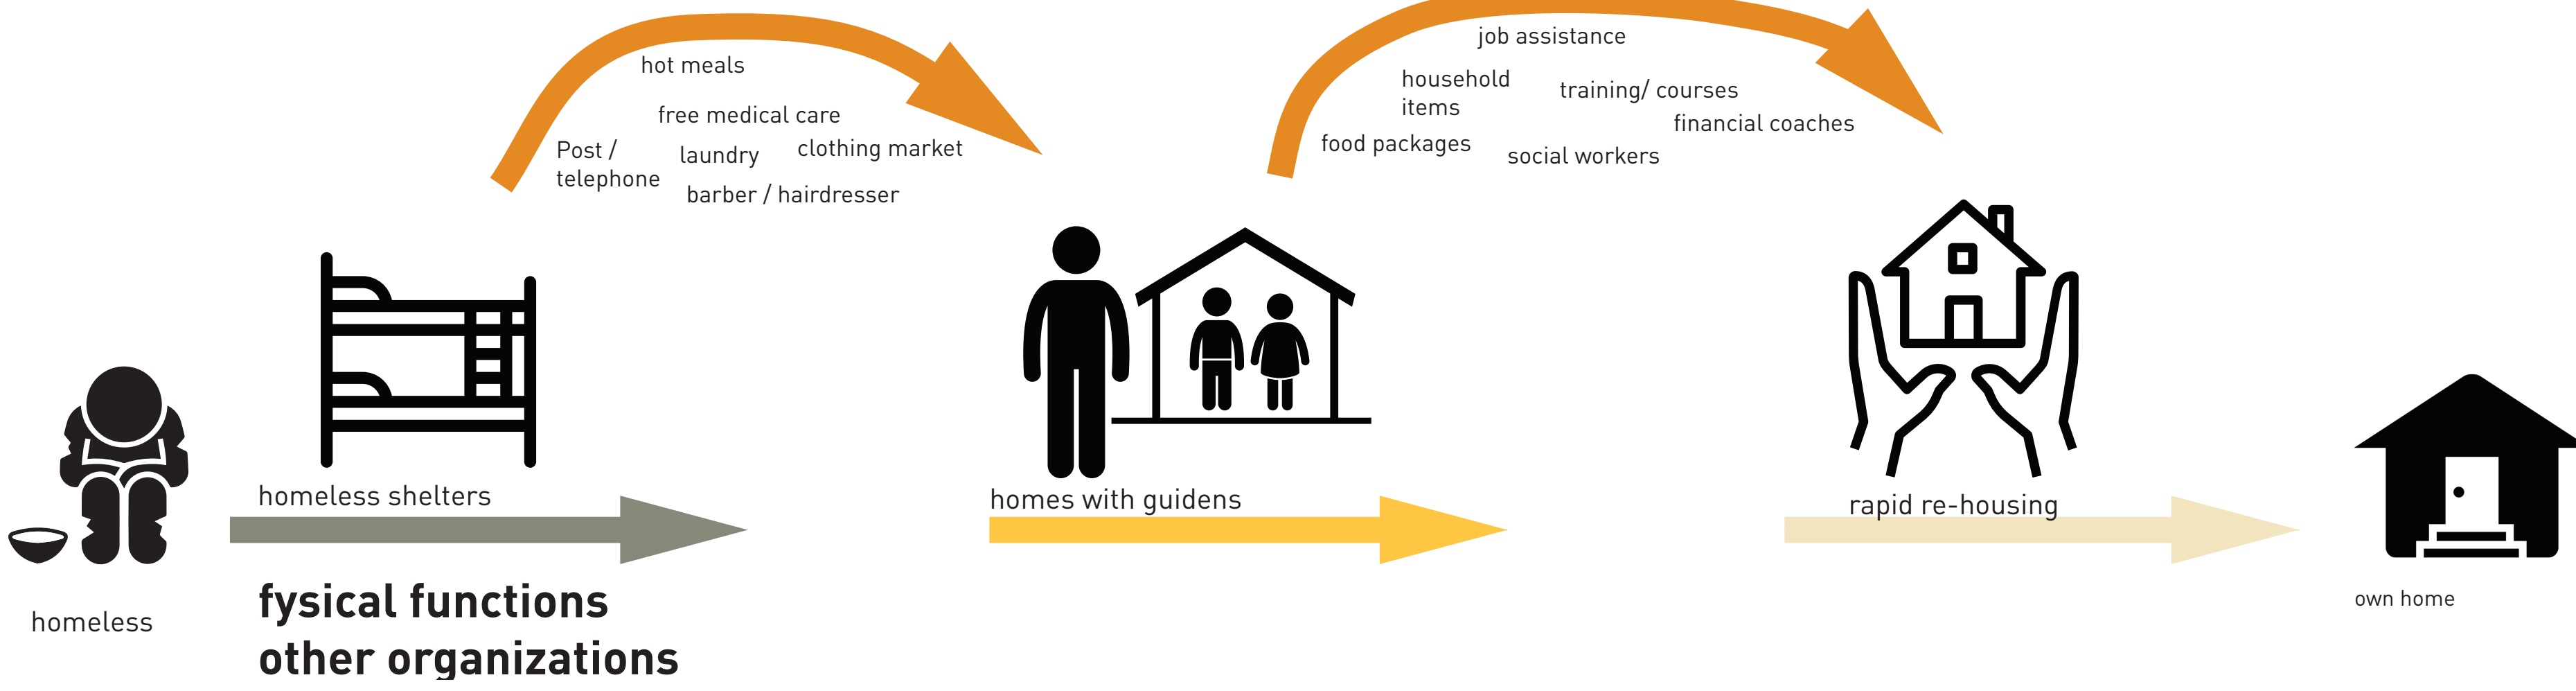 hot meals
free medical care
Post /
telephone
laundry
clothing market
barber / hairdresser
job assistance
household
items
training/ courses
financial coaches
food packages
social workers
homeless
homeless shelters
fysical functions
other organizations
homes with guidens
rapid re-housing
own home